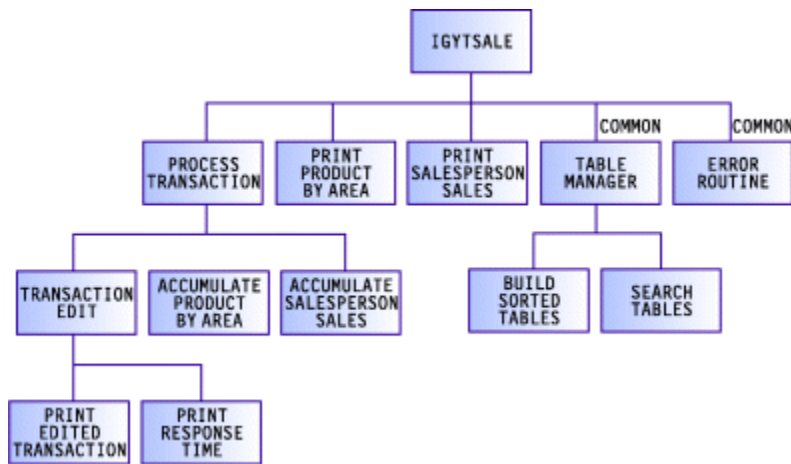 IGYTSALE
COMMON
COMMON
PROCESS
TRANSACTION
PRINT
PRODUCT
BY AREA
PRINT
SALESPERSON
SALES
TABLE
MANAGER
ERROR
ROUTINE
TRANSACTION
EDIT
ACCUMULATE
PRODUCT
BY AREA
ACCUMULATE
SALESPERSON
SALES
BUILD
SORTED
TABLES
SEARCH
TABLES
PRINT
EDITED
TRANSACTION
PRINT
RESPONSE
TIME